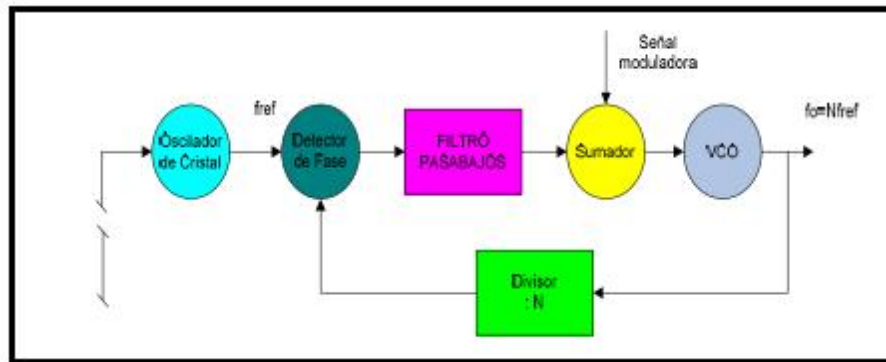 Señal
moduladora
fref
fo=Nfref
Oscilador
de Cristal
Detector
de Fase
FILTRO
PASABAJOS
Sumador
VCO
Divisor
: N